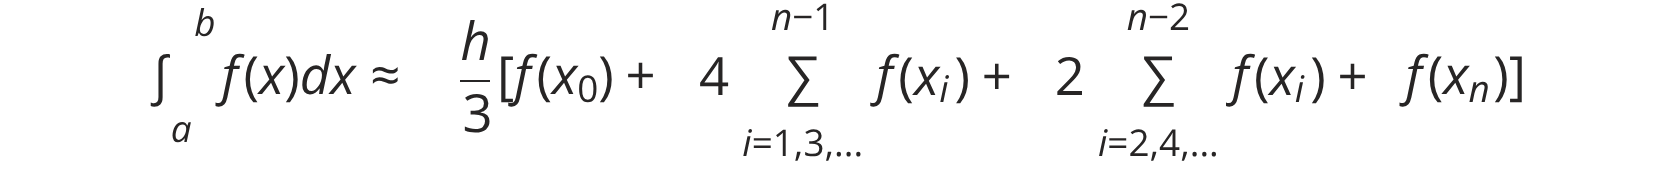 ∫_a^b f(x)dx ≈ h/3 [f(x_0) + 4 ∑_{i=1,3,...}^{n−1} f(x_i) + 2 ∑_{i=2,4,...}^{n−2} f(x_i) + f(x_n)]